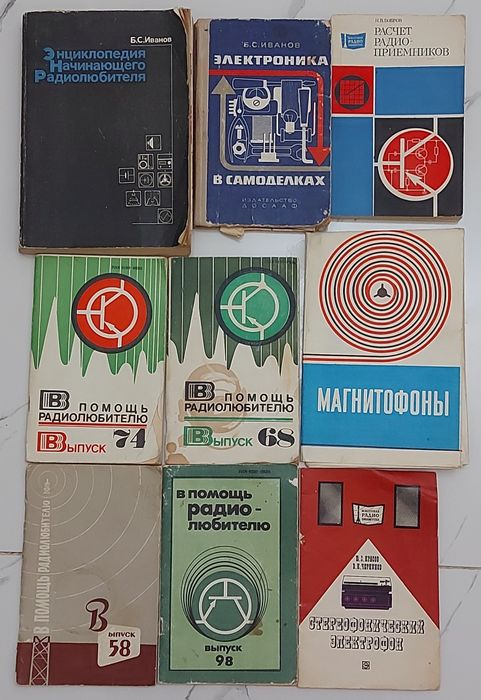 Б.С.Иванов
Энциклопедия
Начинающего
Радиолюбителя
Б.С.ИВАНОВ
ЭЛЕКТРОНИКА
В САМОДЕЛКАХ
ИЗДАТЕЛЬСТВО
ДОСААФ
Н.В.БОБРОВ
РАСЧЕТ
РАДИО-
ПРИЕМНИКОВ
В ПОМОЩЬ
РАДИОЛЮБИТЕЛЮ
ВЫПУСК 74
В ПОМОЩЬ
РАДИОЛЮБИТЕЛЮ
ВЫПУСК 68
МАГНИТОФОНЫ
В ПОМОЩЬ РАДИОЛЮБИТЕЛЮ
ВЫПУСК
58
В ПОМОЩЬ
РАДИО-
ЛЮБИТЕЛЮ
ВЫПУСК
98
СТЕРЕОФОНИЧЕСКИЙ
ЭЛЕКТРОФОН